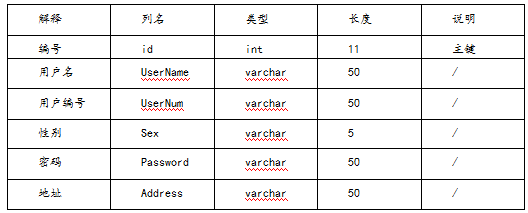 解释 列名 类型 长度 说明
编号 id int 11 主键
用户名 UserName varchar 50 /
用户编号 UserNum varchar 50 /
性别 Sex varchar 5 /
密码 Password varchar 50 /
地址 Address varchar 50 /